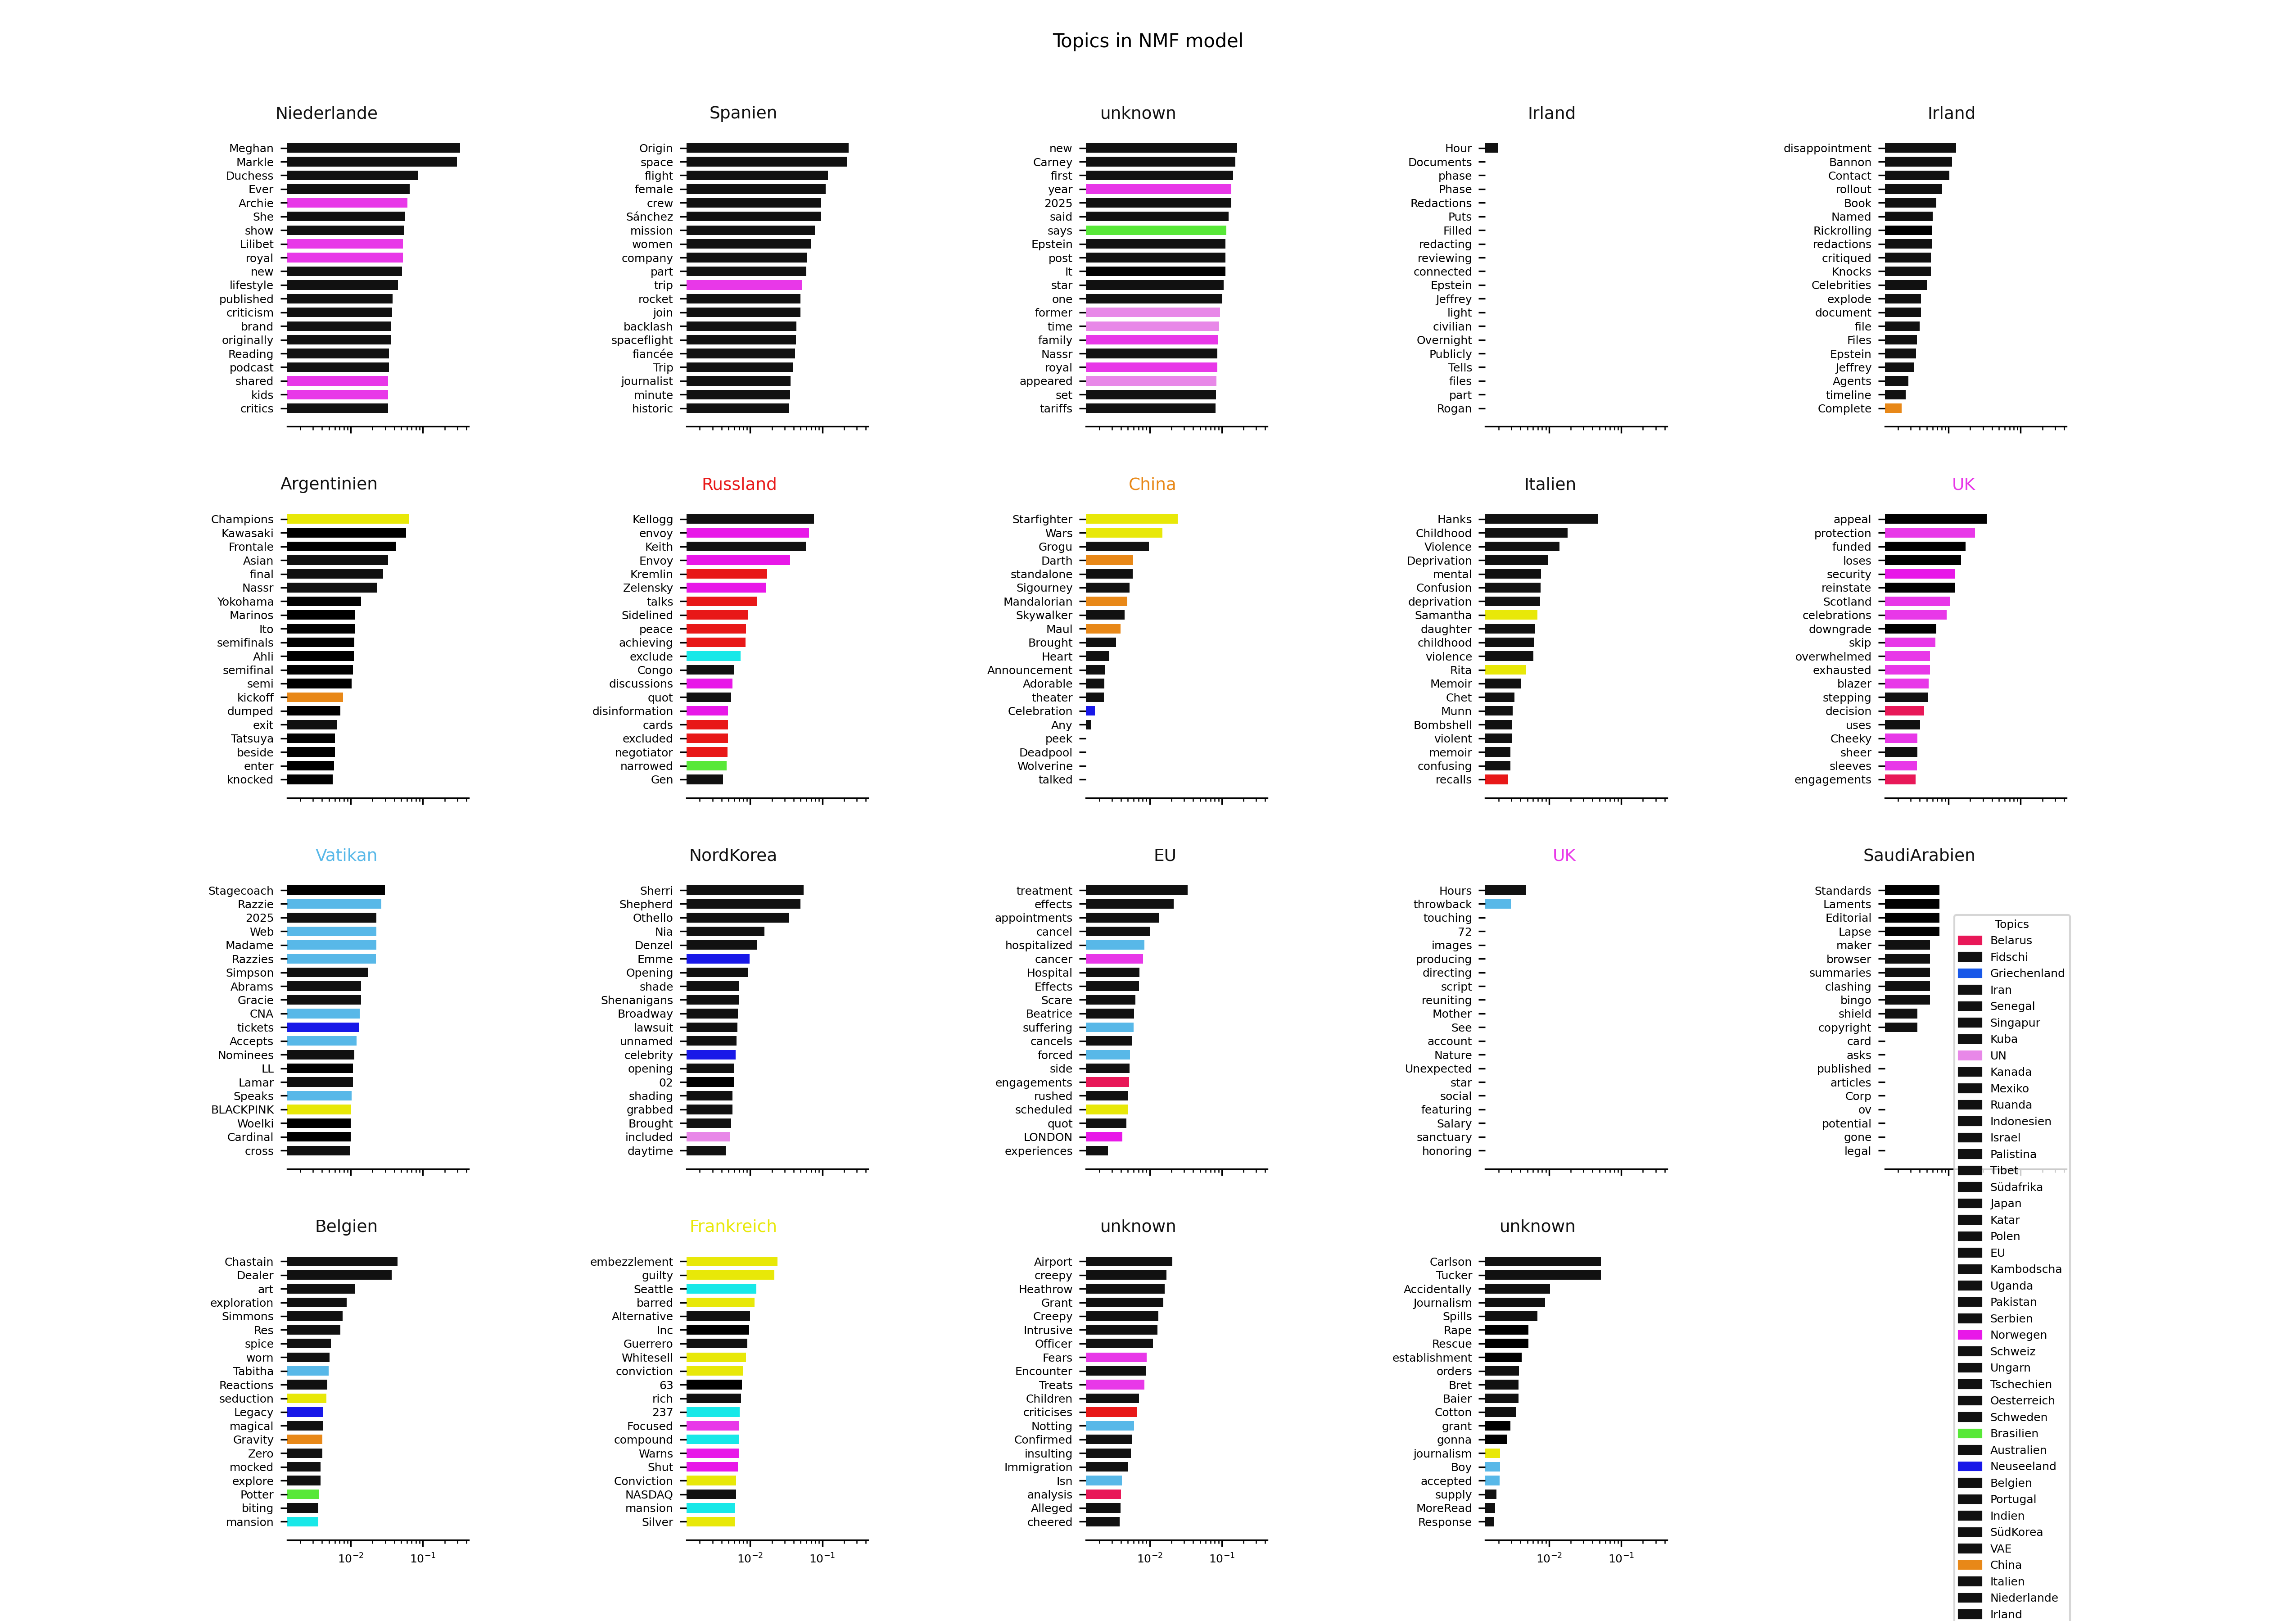 Topics in NMF model
Niederlande
Meghan
Markle
Duchess
Ever
Archie
She
show
Lilibet
royal
new
lifestyle
published
criticism
brand
originally
Reading
podcast
shared
kids
critics
Spanien
Origin
space
flight
female
crew
Sánchez
mission
women
company
part
trip
rocket
join
backlash
spaceflight
fiancée
Trip
journalist
minute
historic
unknown
new
Carney
first
year
2025
said
says
Epstein
post
It
star
one
former
time
family
Nassr
royal
appeared
set
tariffs
Irland
Hour
Documents
phase
Phase
Redactions
Puts
Filled
redacting
reviewing
connected
Epstein
Jeffrey
light
civilian
Overnight
Publicly
Tells
files
part
Rogan
Irland
disappointment
Bannon
Contact
rollout
Book
Named
Rickrolling
redactions
critiqued
Knocks
Celebrities
explode
document
file
Files
Epstein
Jeffrey
Agents
timeline
Complete
Argentinien
Champions
Kawasaki
Frontale
Asian
final
Nassr
Yokohama
Marinos
Ito
semifinals
Ahli
semifinal
semi
kickoff
dumped
exit
Tatsuya
beside
enter
knocked
Russland
Kellogg
envoy
Keith
Envoy
Kremlin
Zelensky
talks
Sidelined
peace
achieving
exclude
Congo
discussions
quot
disinformation
cards
excluded
negotiator
narrowed
Gen
China
Starfighter
Wars
Grogu
Darth
standalone
Sigourney
Mandalorian
Skywalker
Maul
Brought
Heart
Announcement
Adorable
theater
Celebration
Any
peek
Deadpool
Wolverine
talked
Italien
Hanks
Childhood
Violence
Deprivation
mental
Confusion
deprivation
Samantha
daughter
childhood
violence
Rita
Memoir
Chet
Munn
Bombshell
violent
memoir
confusing
recalls
UK
appeal
protection
funded
loses
security
reinstate
Scotland
celebrations
downgrade
skip
overwhelmed
exhausted
blazer
stepping
decision
uses
Cheeky
sheer
sleeves
engagements
Vatikan
Stagecoach
Razzie
2025
Web
Madame
Razzies
Simpson
Abrams
Gracie
CNA
tickets
Accepts
Nominees
LL
Lamar
Speaks
BLACKPINK
Woelki
Cardinal
cross
NordKorea
Sherri
Shepherd
Othello
Nia
Denzel
Emme
Opening
shade
Shenanigans
Broadway
lawsuit
unnamed
celebrity
opening
02
shading
grabbed
Brought
included
daytime
EU
treatment
effects
appointments
cancel
hospitalized
cancer
Hospital
Effects
Scare
Beatrice
suffering
cancels
forced
side
engagements
rushed
scheduled
quot
LONDON
experiences
UK
Hours
throwback
touching
72
images
producing
directing
script
reuniting
Mother
See
account
Nature
Unexpected
star
social
featuring
Salary
sanctuary
honoring
SaudiArabien
Standards
Laments
Editorial
Lapse
maker
browser
summaries
clashing
bingo
shield
copyright
card
asks
published
articles
Corp
ov
potential
gone
legal
Belgien
Chastain
Dealer
art
exploration
Simmons
Res
spice
worn
Tabitha
Reactions
seduction
Legacy
magical
Gravity
Zero
mocked
explore
Potter
biting
mansion
10⁻² 10⁻¹
Frankreich
embezzlement
guilty
Seattle
barred
Alternative
Inc
Guerrero
Whitesell
conviction
63
rich
237
Focused
compound
Warns
Shut
Conviction
NASDAQ
mansion
Silver
10⁻² 10⁻¹
unknown
Airport
creepy
Heathrow
Grant
Creepy
Intrusive
Officer
Fears
Encounter
Treats
Children
criticises
Notting
Confirmed
insulting
Immigration
Isn
analysis
Alleged
cheered
10⁻² 10⁻¹
unknown
Carlson
Tucker
Accidentally
Journalism
Spills
Rape
Rescue
establishment
orders
Bret
Baier
Cotton
grant
gonna
journalism
Boy
accepted
supply
MoreRead
Response
10⁻² 10⁻¹
Topics
Belarus
Fidschi
Griechenland
Iran
Senegal
Singapur
Kuba
UN
Kanada
Mexiko
Ruanda
Indonesien
Israel
Palistina
Tibet
Südafrika
Japan
Katar
Polen
EU
Kambodscha
Uganda
Pakistan
Serbien
Norwegen
Schweiz
Ungarn
Tschechien
Oesterreich
Schweden
Brasilien
Australien
Neuseeland
Belgien
Portugal
Indien
SüdKorea
VAE
China
Italien
Niederlande
Irland